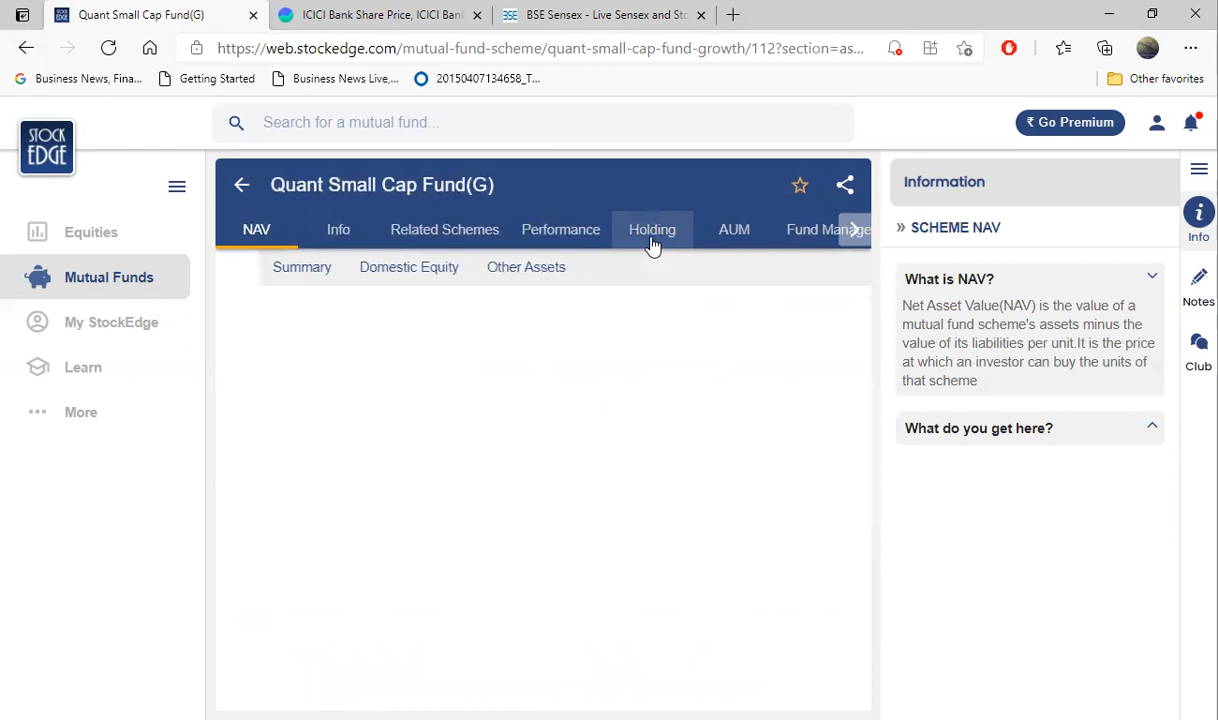 Quant Small Cap Fund(G)
ICICI Bank Share Price, ICICI Bank
BSE Sensex - Live Sensex and Sto
https://web.stockedge.com/mutual-fund-scheme/quant-small-cap-fund-growth/112?section=as...
Business News, Fina...
Getting Started
Business News Live,...
20150407134658_T...
Other favorites
STOCK
EDGE
Search for a mutual fund...
₹ Go Premium
Equities
Mutual Funds
My StockEdge
Learn
More
Quant Small Cap Fund(G)
NAV Info Related Schemes Performance Holding AUM Fund Manage
Summary Domestic Equity Other Assets
Information
» SCHEME NAV
What is NAV?
Net Asset Value(NAV) is the value of a
mutual fund scheme's assets minus the
value of its liabilities per unit.It is the price
at which an investor can buy the units of
that scheme
What do you get here?
Info
Notes
Club